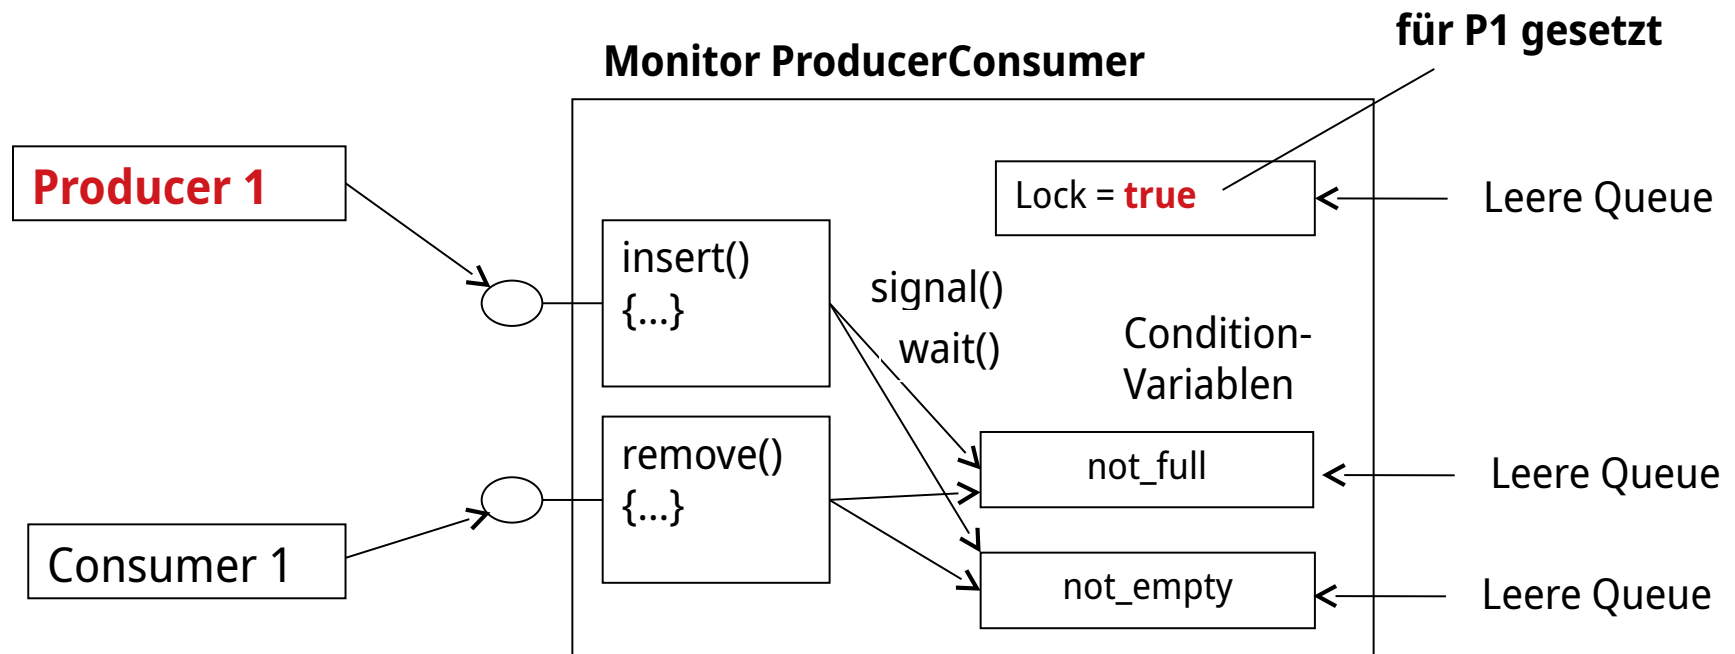 für P1 gesetzt
Monitor ProducerConsumer
Producer 1
Lock = true
Leere Queue
insert()
{...}
signal()
wait()
Condition-
Variablen
remove()
{...}
not_full
Leere Queue
Consumer 1
not_empty
Leere Queue